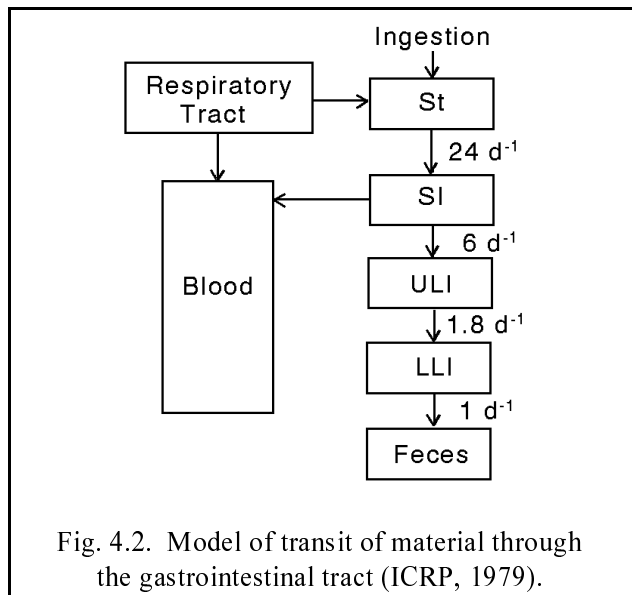 Ingestion
Respiratory
Tract
St
24 d⁻¹
SI
6 d⁻¹
Blood
ULI
1.8 d⁻¹
LLI
1 d⁻¹
Feces
Fig. 4.2. Model of transit of material through
the gastrointestinal tract (ICRP, 1979).